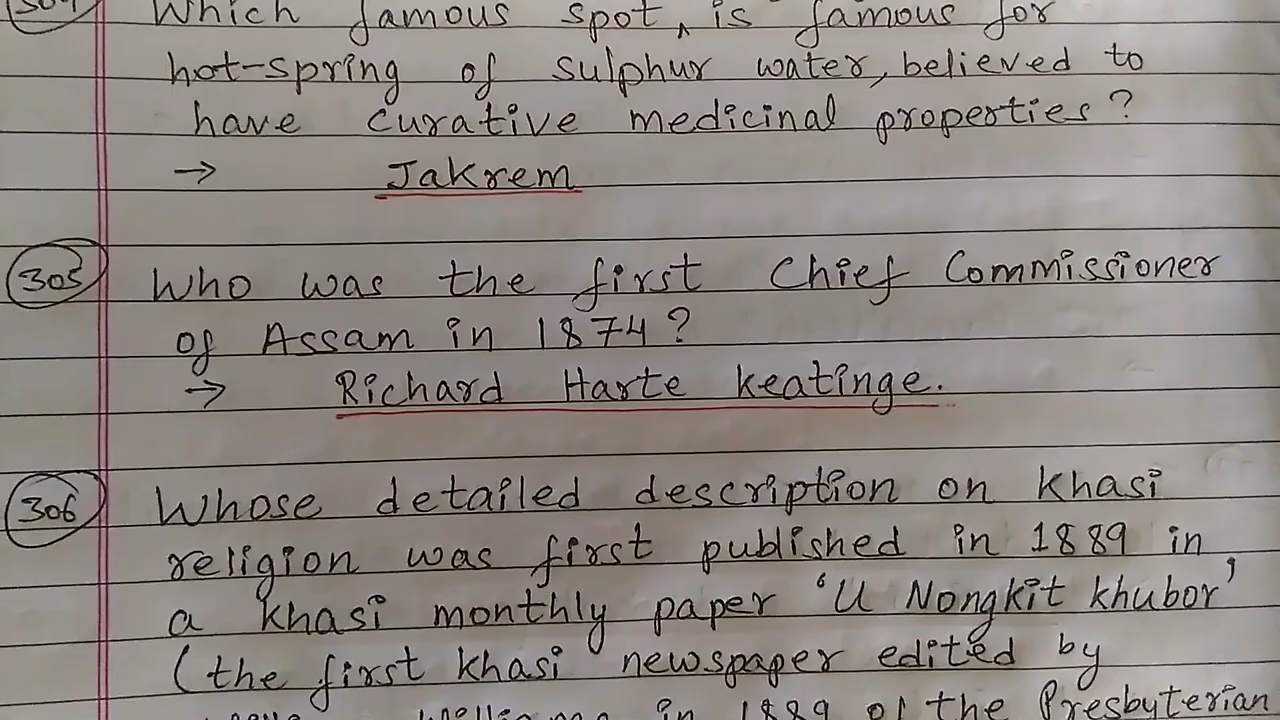 Which famous spot, is famous for
hot-spring of sulphur water, believed to
have curative medicinal properties?
→ Jakrem
305 Who was the first Chief Commissioner
of Assam in 1874?
→ Richard Harte Keatinge.
306 Whose detailed description on Khasi
religion was first published in 1889 in
a Khasi monthly paper 'U Nongkit Khubor'
(the first Khasi newspaper edited by
in 1889 of the Presbyterian